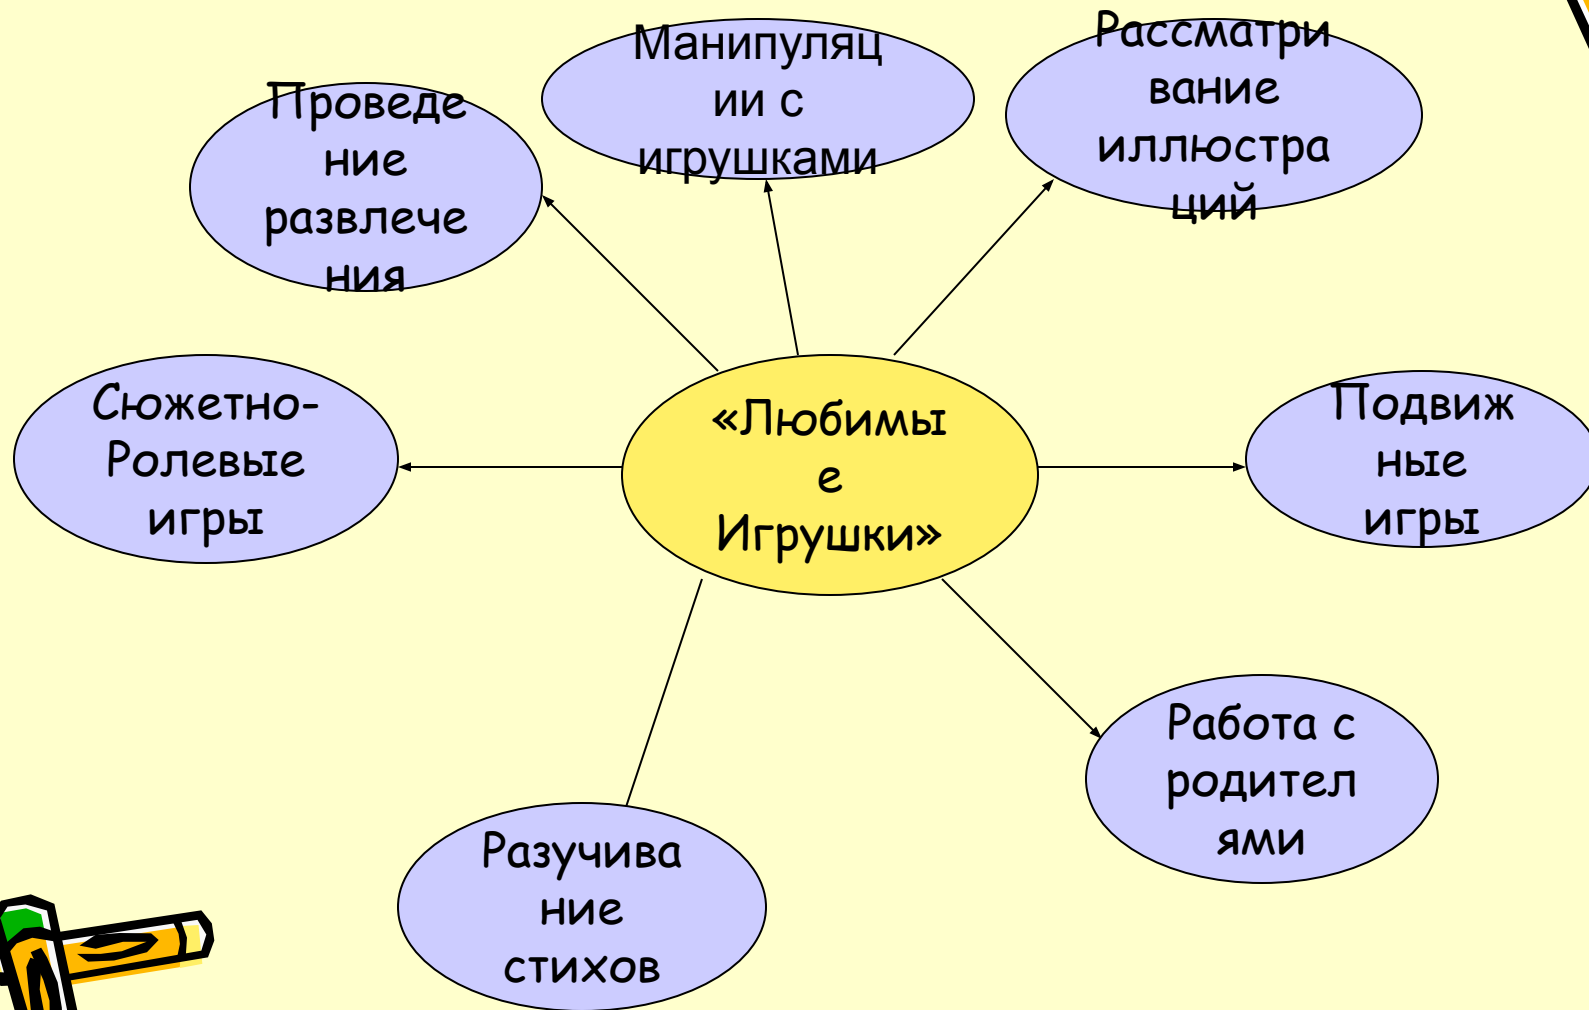 Манипуляц
ии с
игрушками
Рассматри
вание
иллюстра
ций
Проведе
ние
развлече
ния
Сюжетно-
Ролевые
игры
«Любимы
е
Игрушки»
Подвиж
ные
игры
Работа с
родител
ями
Разучива
ние
стихов